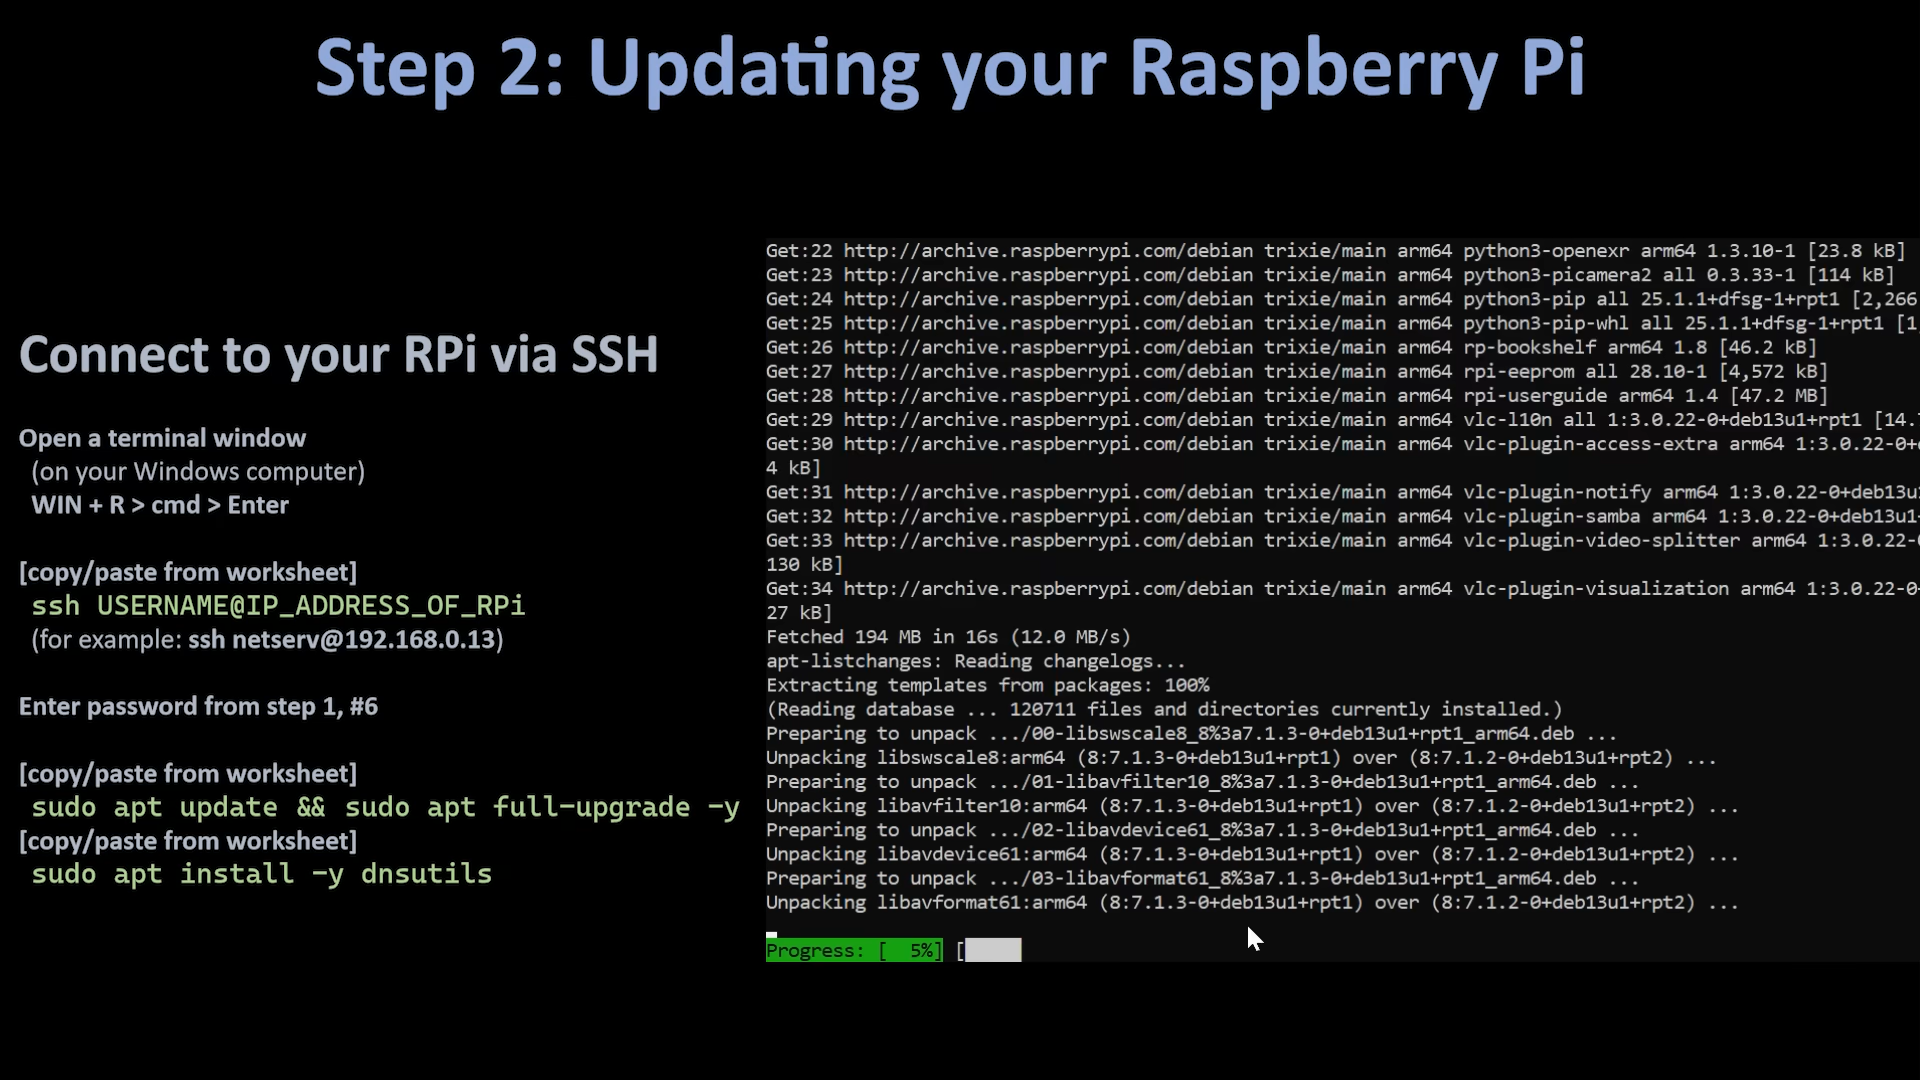 Step 2: Updating your Raspberry Pi
Connect to your RPi via SSH
Open a terminal window
(on your Windows computer)
WIN + R > cmd > Enter
[copy/paste from worksheet]
ssh USERNAME@IP_ADDRESS_OF_RPi
(for example: ssh netserv@192.168.0.13)
Enter password from step 1, #6
[copy/paste from worksheet]
sudo apt update && sudo apt full-upgrade -y
[copy/paste from worksheet]
sudo apt install -y dnsutils
Get:22 http://archive.raspberrypi.com/debian trixie/main arm64 python3-openexr arm64 1.3.10-1 [23.8 kB]
Get:23 http://archive.raspberrypi.com/debian trixie/main arm64 python3-picamera2 all 0.3.33-1 [114 kB]
Get:24 http://archive.raspberrypi.com/debian trixie/main arm64 python3-pip all 25.1.1+dfsg-1+rpt1 [2,266
Get:25 http://archive.raspberrypi.com/debian trixie/main arm64 python3-pip-whl all 25.1.1+dfsg-1+rpt1 [1
Get:26 http://archive.raspberrypi.com/debian trixie/main arm64 rp-bookshelf arm64 1.8 [46.2 kB]
Get:27 http://archive.raspberrypi.com/debian trixie/main arm64 rpi-eeprom all 28.10-1 [4,572 kB]
Get:28 http://archive.raspberrypi.com/debian trixie/main arm64 rpi-userguide arm64 1.4 [47.2 MB]
Get:29 http://archive.raspberrypi.com/debian trixie/main arm64 vlc-l10n all 1:3.0.22-0+deb13u1+rpt1 [14.
Get:30 http://archive.raspberrypi.com/debian trixie/main arm64 vlc-plugin-access-extra arm64 1:3.0.22-0+
4 kB]
Get:31 http://archive.raspberrypi.com/debian trixie/main arm64 vlc-plugin-notify arm64 1:3.0.22-0+deb13u
Get:32 http://archive.raspberrypi.com/debian trixie/main arm64 vlc-plugin-samba arm64 1:3.0.22-0+deb13u1
Get:33 http://archive.raspberrypi.com/debian trixie/main arm64 vlc-plugin-video-splitter arm64 1:3.0.22-
130 kB]
Get:34 http://archive.raspberrypi.com/debian trixie/main arm64 vlc-plugin-visualization arm64 1:3.0.22-0
27 kB]
Fetched 194 MB in 16s (12.0 MB/s)
apt-listchanges: Reading changelogs...
Extracting templates from packages: 100%
(Reading database ... 120711 files and directories currently installed.)
Preparing to unpack .../00-libswscale8_8%3a7.1.3-0+deb13u1+rpt1_arm64.deb ...
Unpacking libswscale8:arm64 (8:7.1.3-0+deb13u1+rpt1) over (8:7.1.2-0+deb13u1+rpt2) ...
Preparing to unpack .../01-libavfilter10_8%3a7.1.3-0+deb13u1+rpt1_arm64.deb ...
Unpacking libavfilter10:arm64 (8:7.1.3-0+deb13u1+rpt1) over (8:7.1.2-0+deb13u1+rpt2) ...
Preparing to unpack .../02-libavdevice61_8%3a7.1.3-0+deb13u1+rpt1_arm64.deb ...
Unpacking libavdevice61:arm64 (8:7.1.3-0+deb13u1+rpt1) over (8:7.1.2-0+deb13u1+rpt2) ...
Preparing to unpack .../03-libavformat61_8%3a7.1.3-0+deb13u1+rpt1_arm64.deb ...
Unpacking libavformat61:arm64 (8:7.1.3-0+deb13u1+rpt1) over (8:7.1.2-0+deb13u1+rpt2) ...
Progress: [  5%] [